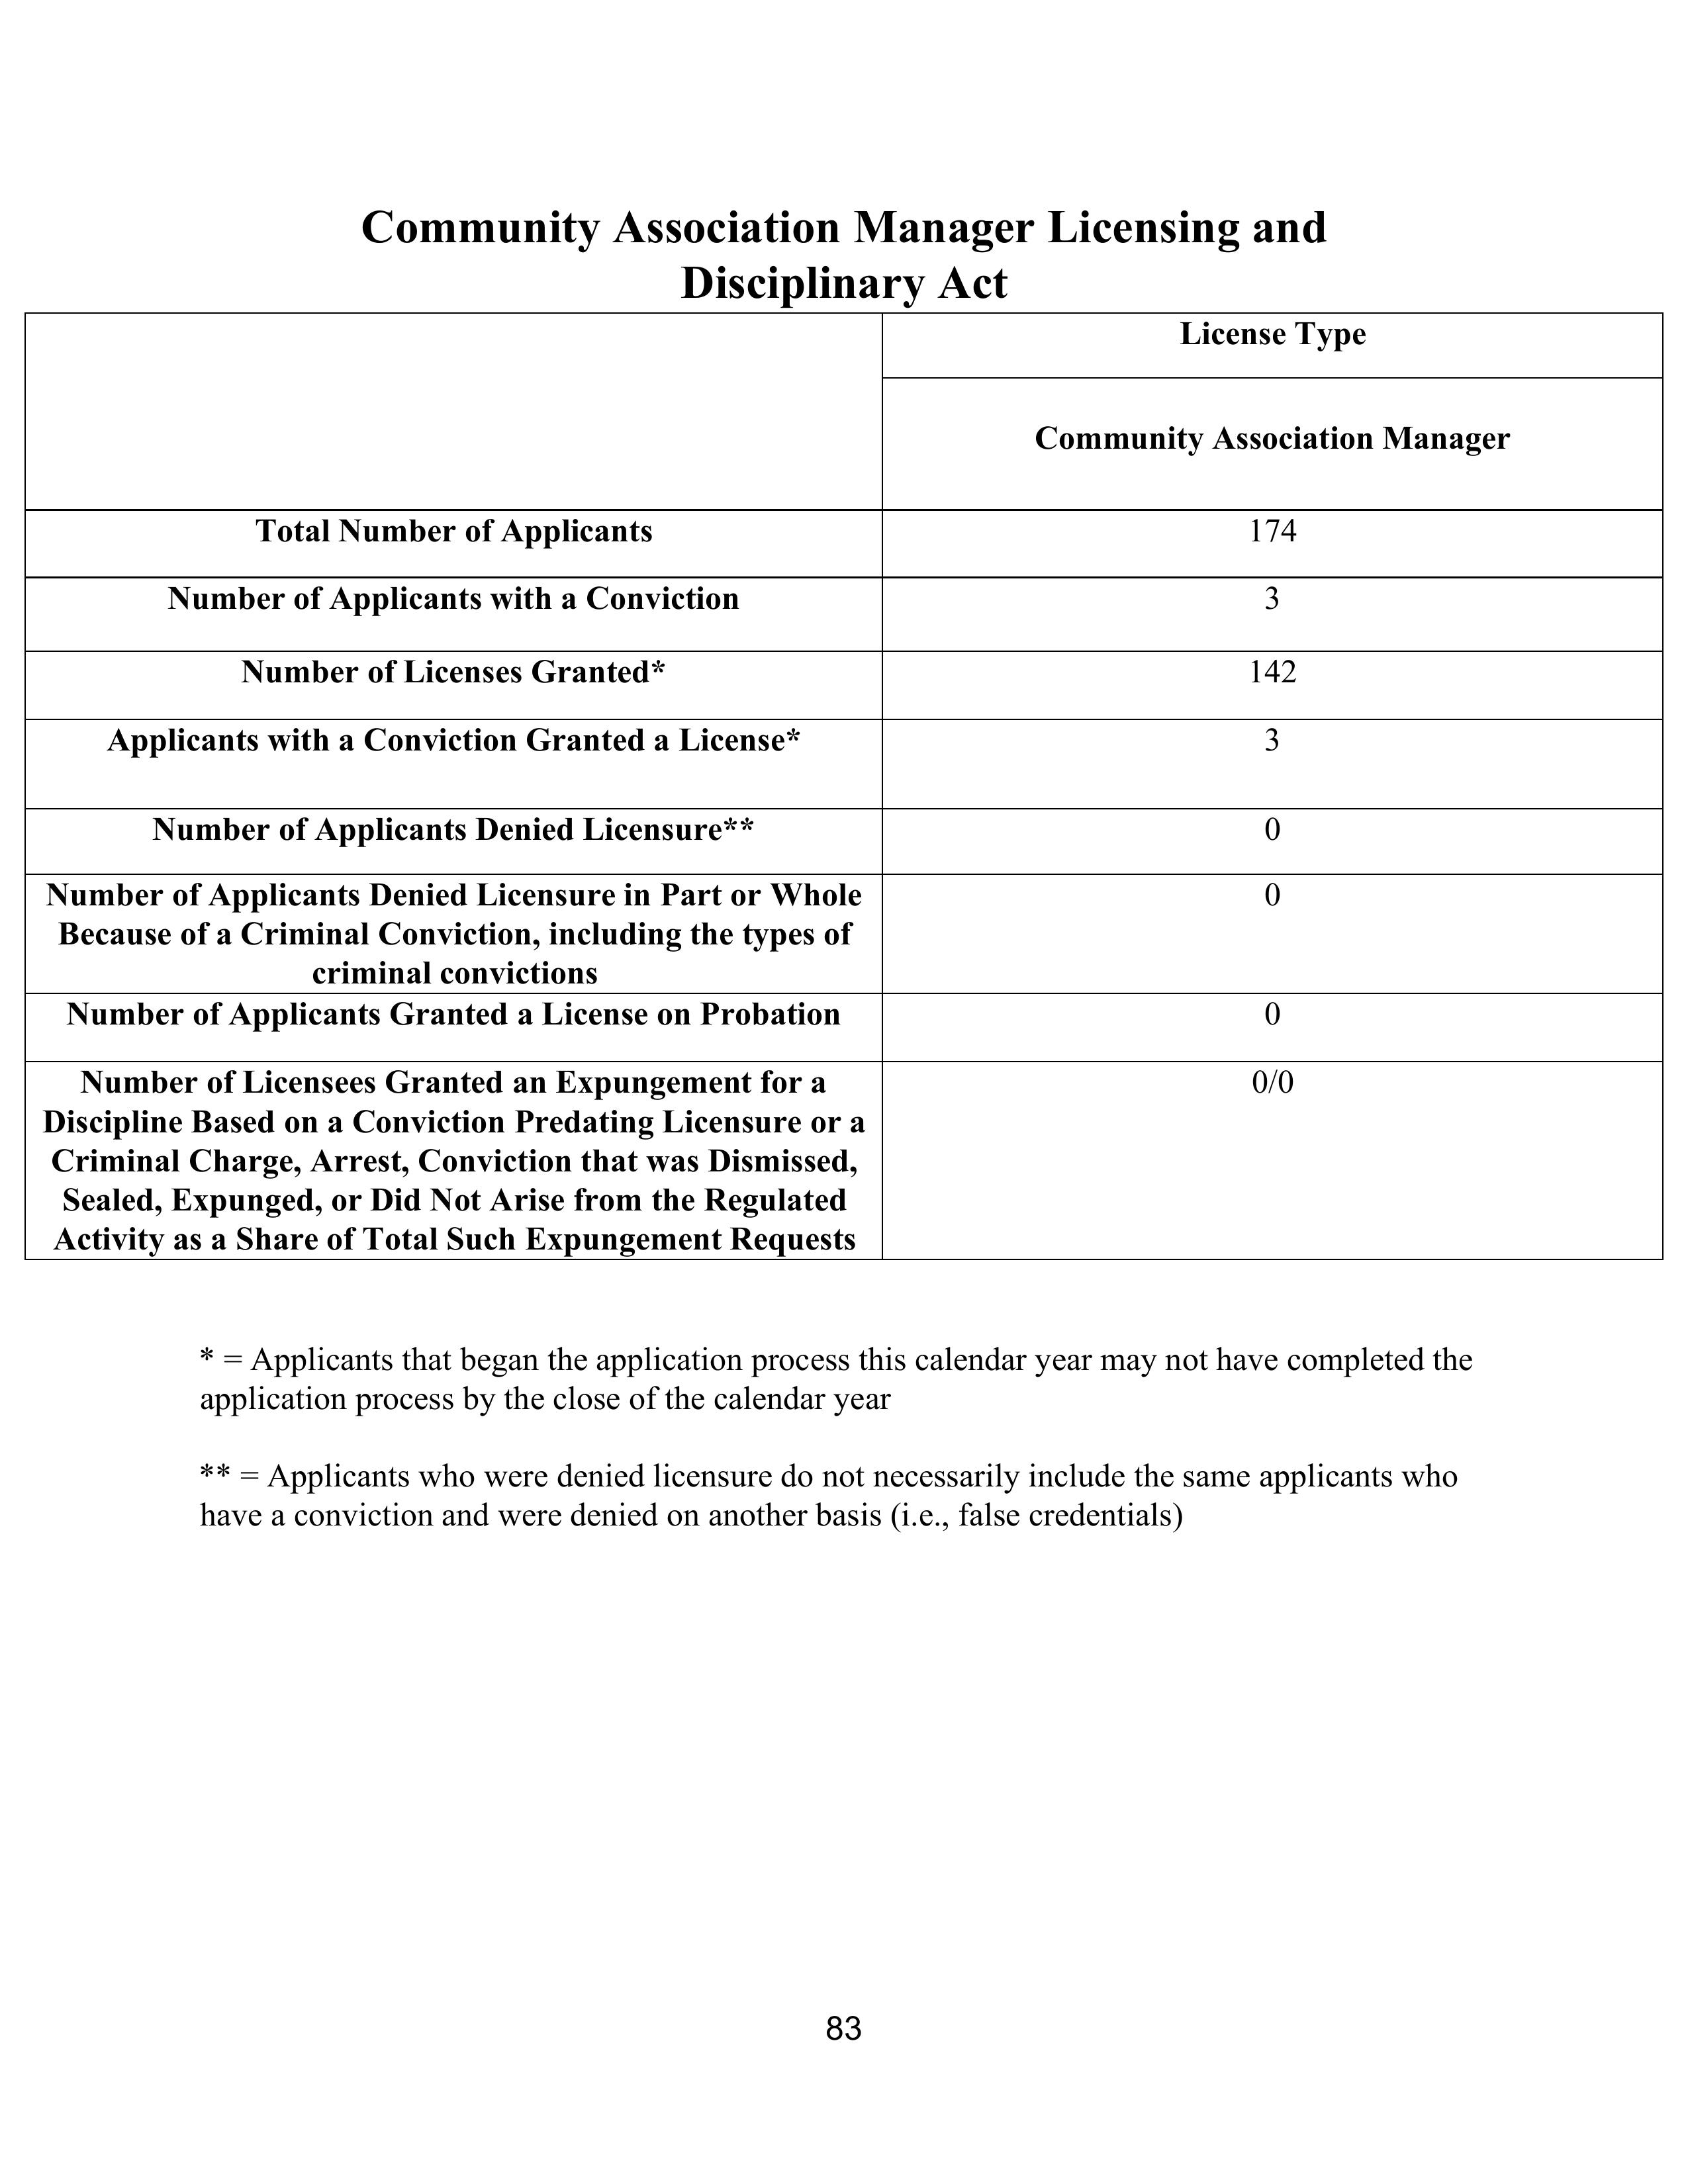 Community Association Manager Licensing and
Disciplinary Act
License Type
Community Association Manager
Total Number of Applicants
174
Number of Applicants with a Conviction
3
Number of Licenses Granted*
142
Applicants with a Conviction Granted a License*
3
Number of Applicants Denied Licensure**
0
Number of Applicants Denied Licensure in Part or Whole
Because of a Criminal Conviction, including the types of
criminal convictions
0
Number of Applicants Granted a License on Probation
0
Number of Licensees Granted an Expungement for a
Discipline Based on a Conviction Predating Licensure or a
Criminal Charge, Arrest, Conviction that was Dismissed,
Sealed, Expunged, or Did Not Arise from the Regulated
Activity as a Share of Total Such Expungement Requests
0/0
* = Applicants that began the application process this calendar year may not have completed the
application process by the close of the calendar year
** = Applicants who were denied licensure do not necessarily include the same applicants who
have a conviction and were denied on another basis (i.e., false credentials)
83